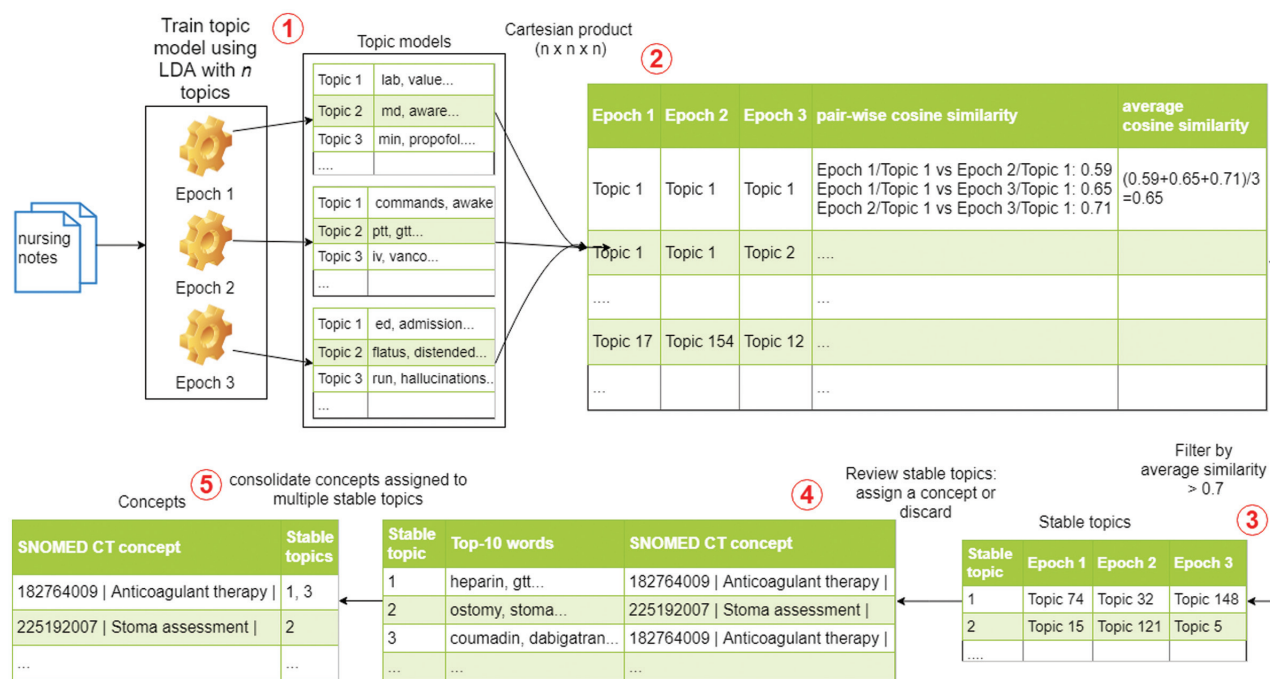 Train topic
model using
LDA with n
topics
1
Epoch 1
Epoch 2
Epoch 3
nursing
notes
Topic models
Topic 1 lab, value...
Topic 2 md, aware...
Topic 3 min, propofol....
....
Topic 1 commands, awake
Topic 2 ptt, gtt...
Topic 3 iv, vanco...
...
Topic 1 ed, admission...
Topic 2 flatus, distended...
Topic 3 run, hallucinations..
...
Cartesian product
(n x n x n)
2
Epoch 1 Epoch 2 Epoch 3 pair-wise cosine similarity average
cosine similarity
Topic 1 Topic 1 Topic 1
Epoch 1/Topic 1 vs Epoch 2/Topic 1: 0.59
Epoch 1/Topic 1 vs Epoch 3/Topic 1: 0.65
Epoch 2/Topic 1 vs Epoch 3/Topic 1: 0.71
(0.59+0.65+0.71)/3
=0.65
Topic 1 Topic 1 Topic 2 ....
.... ...
Topic 17 Topic 154 Topic 12 ...
... ...
Filter by
average similarity
> 0.7
3
Stable topics
Stable
topic Epoch 1 Epoch 2 Epoch 3
1 Topic 74 Topic 32 Topic 148
2 Topic 15 Topic 121 Topic 5
....
Review stable topics:
assign a concept or
discard
4
Stable
topic Top-10 words SNOMED CT concept
1 heparin, gtt... 182764009 | Anticoagulant therapy |
2 ostomy, stoma... 225192007 | Stoma assessment |
3 coumadin, dabigatran... 182764009 | Anticoagulant therapy |
... ... ...
5
consolidate concepts assigned to
multiple stable topics
Concepts
SNOMED CT concept Stable
topics
182764009 | Anticoagulant therapy | 1, 3
225192007 | Stoma assessment | 2
... ...